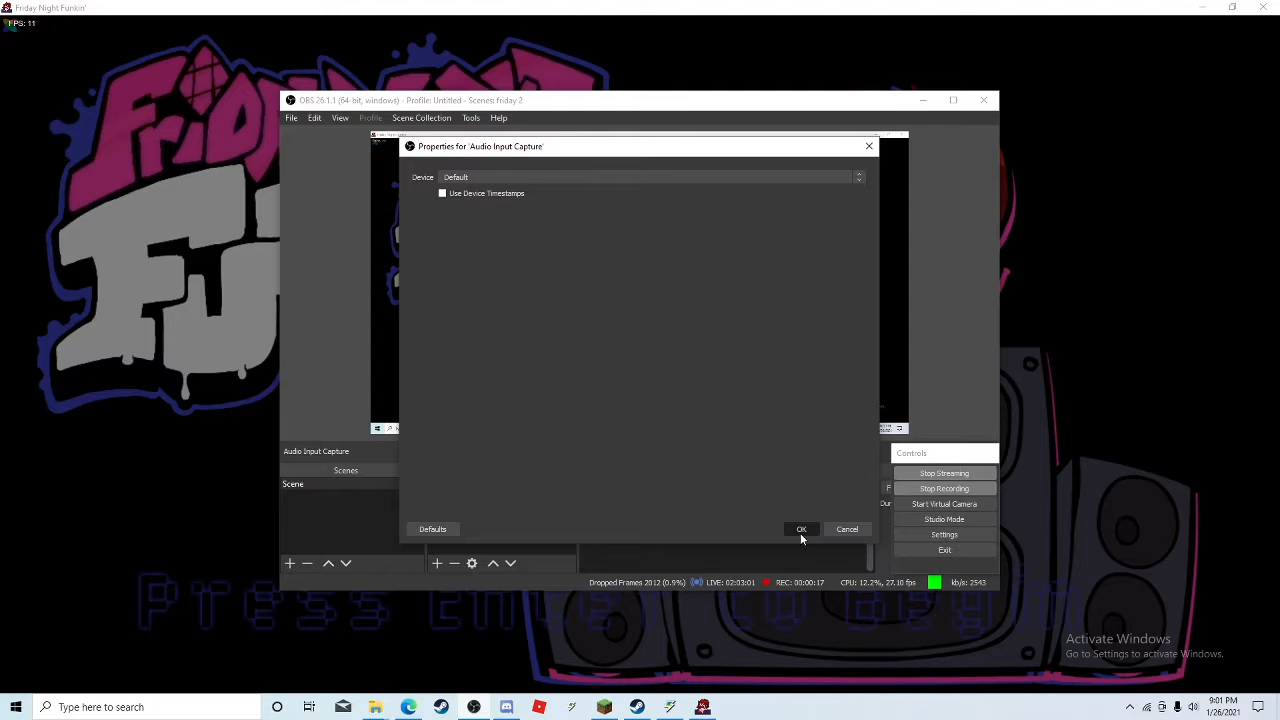 Friday Night Funkin'
FPS: 11
OBS 26.1.1 (64-bit, windows) - Profile: Untitled - Scenes: friday 2
File Edit View Profile Scene Collection Tools Help
Properties for 'Audio Input Capture'
Device Default
Use Device Timestamps
Audio Input Capture
Controls
Scenes
Stop Streaming
Scene
Stop Recording
Start Virtual Camera
Studio Mode
Defaults OK Cancel
Settings
Exit
Dropped Frames 2012 (0.9%) LIVE: 02:03:01 REC: 00:00:17 CPU: 12.2%, 27.10 fps kb/s: 2543
Press Enter to Begin
Activate Windows
Go to Settings to activate Windows.
Type here to search
9:01 PM
1/26/2021